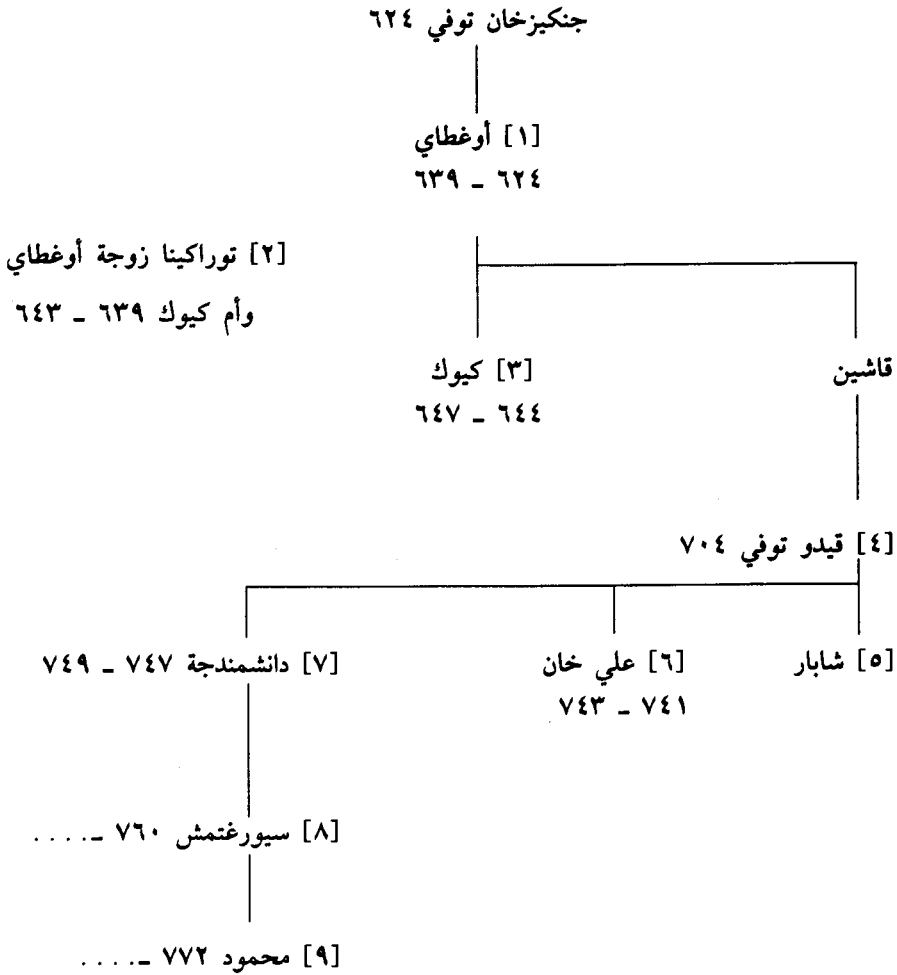 جنكيزخان توفي ٦٢٤
[١] أوغطاي
٦٢٤ ـ ٦٣٩
[٢] توراكينا زوجة أوغطاي
وأم كيوك ٦٣٩ ـ ٦٤٣
قاشين
[٣] كيوك
٦٤٤ ـ ٦٤٧
[٤] قيدو توفي ٧٠٤
[٥] شابار
[٦] علي خان
٧٤١ ـ ٧٤٣
[٧] دانشمندجة ٧٤٧ ـ ٧٤٩
[٨] سيورغتمش ٧٦٠ ـ ....
[٩] محمود ٧٧٢ ـ ....